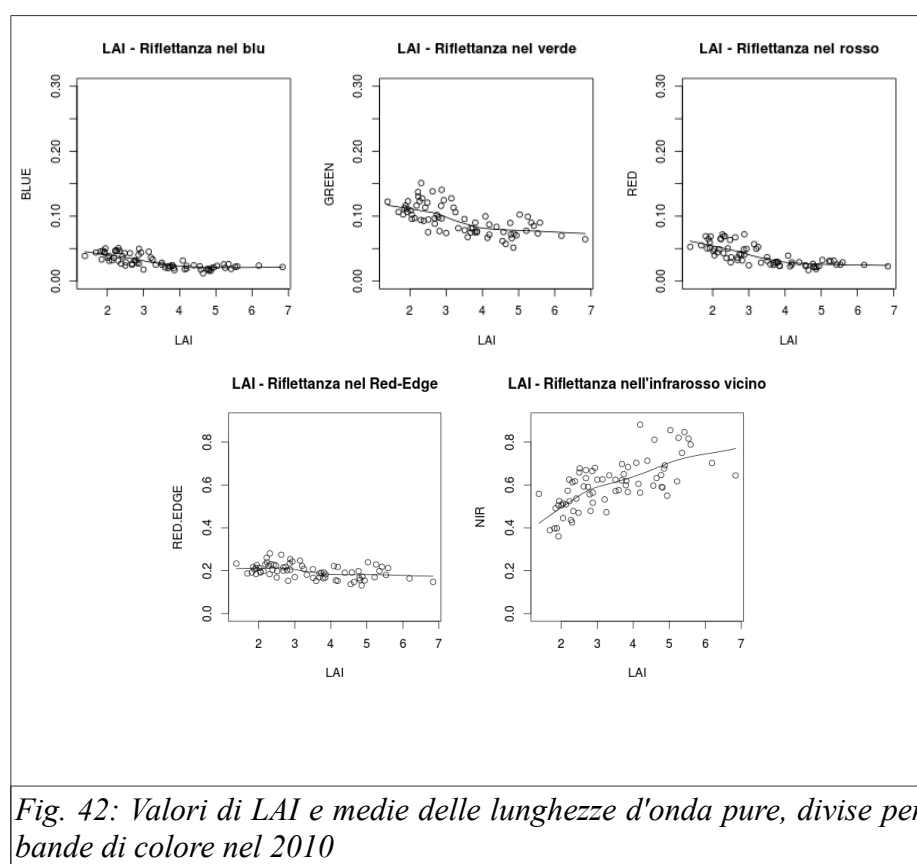 LAI - Riflettanza nel blu
LAI - Riflettanza nel verde
LAI - Riflettanza nel rosso
BLUE
0.00 0.10 0.20 0.30
2 3 4 5 6 7
LAI
GREEN
0.00 0.10 0.20 0.30
2 3 4 5 6 7
LAI
RED
0.00 0.10 0.20 0.30
2 3 4 5 6 7
LAI
LAI - Riflettanza nel Red-Edge
LAI - Riflettanza nell'infrarosso vicino
RED.EDGE
0.0 0.2 0.4 0.6 0.8
2 3 4 5 6 7
LAI
NIR
0.0 0.2 0.4 0.6 0.8
2 3 4 5 6 7
LAI
Fig. 42: Valori di LAI e medie delle lunghezze d'onda pure, divise per
bande di colore nel 2010